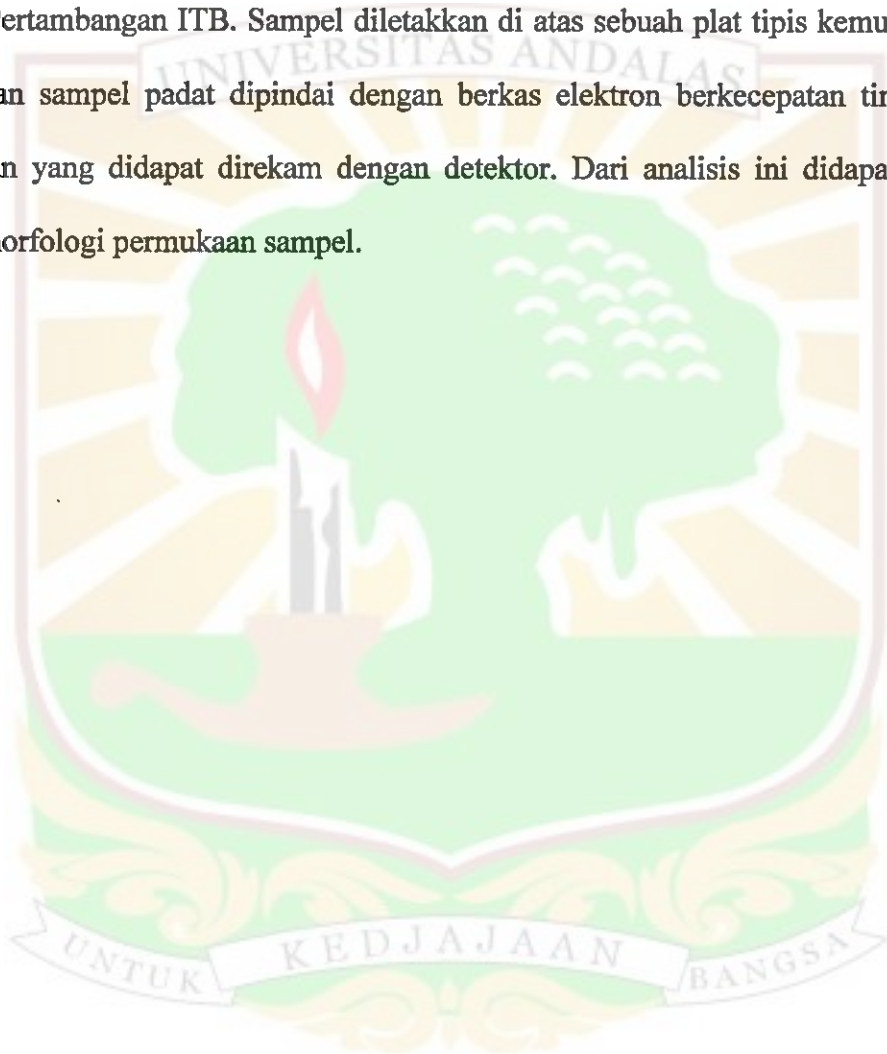 ertambangan ITB. Sampel diletakkan di atas sebuah plat tipis kemu
UNIVERSITAS ANDALAS
an sampel padat dipindai dengan berkas elektron berkecepatan tin
n yang didapat direkam dengan detektor. Dari analisis ini didapa
orfologi permukaan sampel.
UNTUK KEDJAJAAN BANGSA